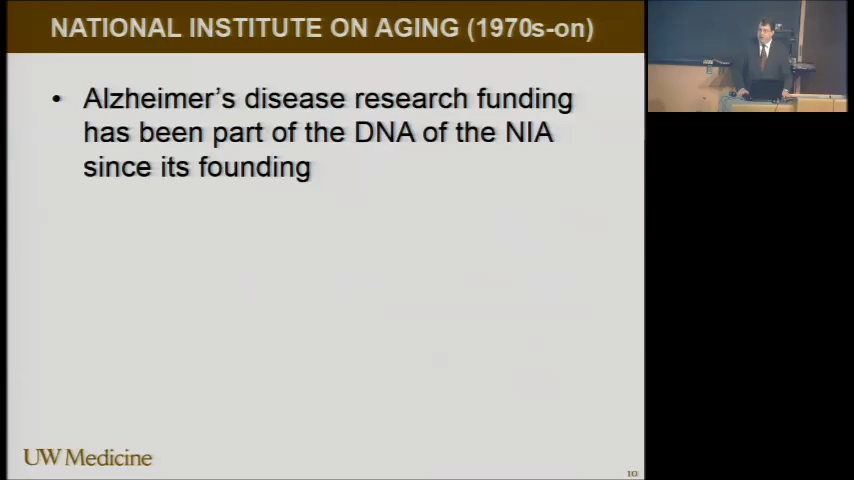 NATIONAL INSTITUTE ON AGING (1970s-on)
• Alzheimer's disease research funding
has been part of the DNA of the NIA
since its founding
UW Medicine
10